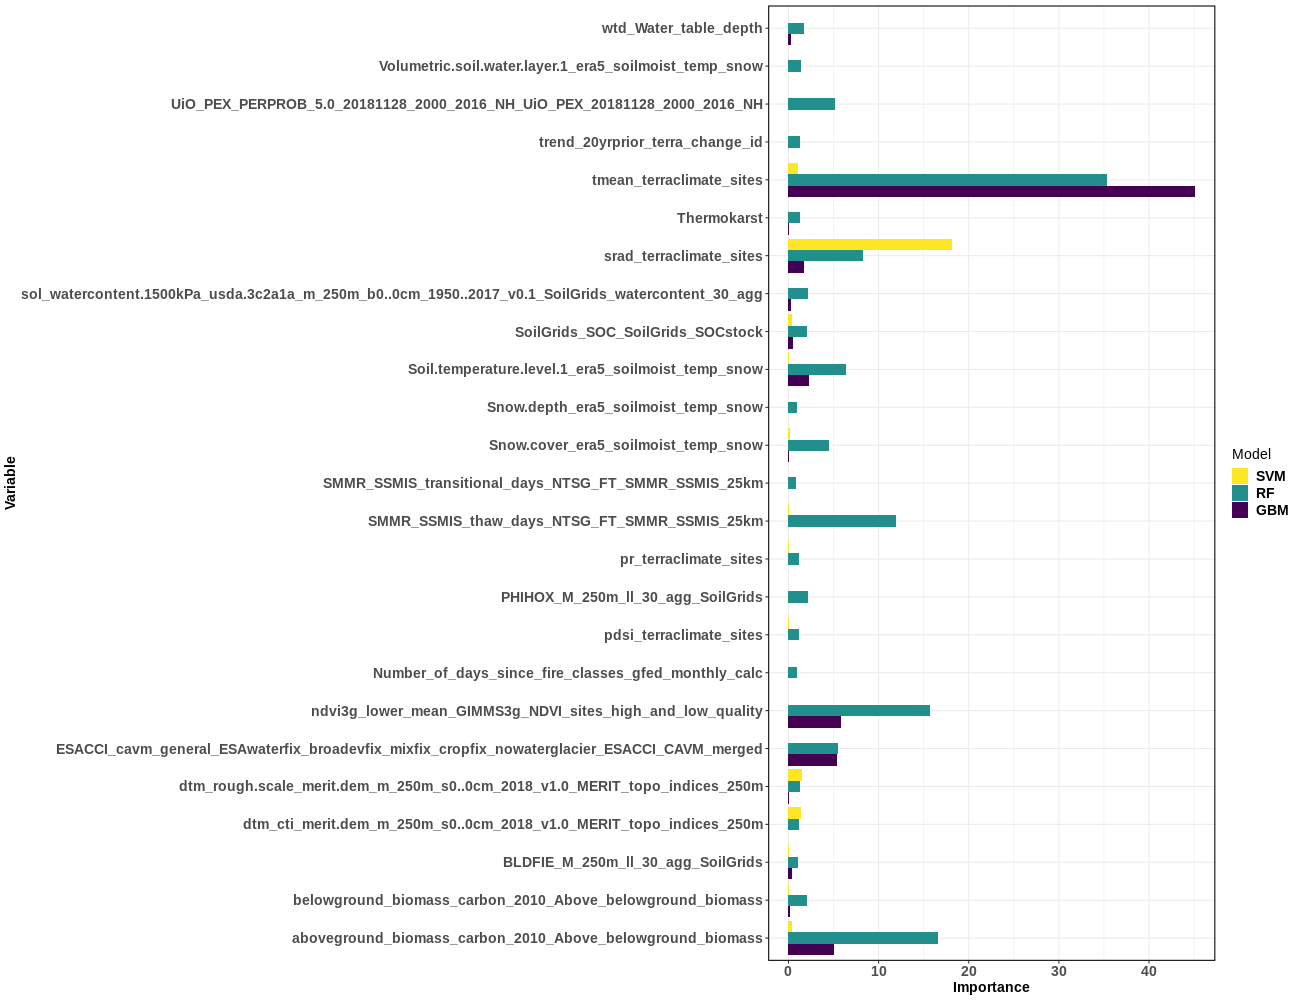 wtd_Water_table_depth
Volumetric.soil.water.layer.1_era5_soilmoist_temp_snow
UiO_PEX_PERPROB_5.0_20181128_2000_2016_NH_UiO_PEX_20181128_2000_2016_NH
trend_20yrprior_terra_change_id
tmean_terraclimate_sites
Thermokarst
srad_terraclimate_sites
sol_watercontent.1500kPa_usda.3c2a1a_m_250m_b0..0cm_1950..2017_v0.1_SoilGrids_watercontent_30_agg
SoilGrids_SOC_SoilGrids_SOCstock
Soil.temperature.level.1_era5_soilmoist_temp_snow
Snow.depth_era5_soilmoist_temp_snow
Snow.cover_era5_soilmoist_temp_snow
SMMR_SSMIS_transitional_days_NTSG_FT_SMMR_SSMIS_25km
SMMR_SSMIS_thaw_days_NTSG_FT_SMMR_SSMIS_25km
pr_terraclimate_sites
PHIHOX_M_250m_ll_30_agg_SoilGrids
pdsi_terraclimate_sites
Number_of_days_since_fire_classes_gfed_monthly_calc
ndvi3g_lower_mean_GIMMS3g_NDVI_sites_high_and_low_quality
ESACCI_cavm_general_ESAwaterfix_broadevfix_mixfix_cropfix_nowaterglacier_ESACCI_CAVM_merged
dtm_rough.scale_merit.dem_m_250m_s0..0cm_2018_v1.0_MERIT_topo_indices_250m
dtm_cti_merit.dem_m_250m_s0..0cm_2018_v1.0_MERIT_topo_indices_250m
BLDFIE_M_250m_ll_30_agg_SoilGrids
belowground_biomass_carbon_2010_Above_belowground_biomass
aboveground_biomass_carbon_2010_Above_belowground_biomass
0 10 20 30 40
Importance
Variable
Model
SVM
RF
GBM